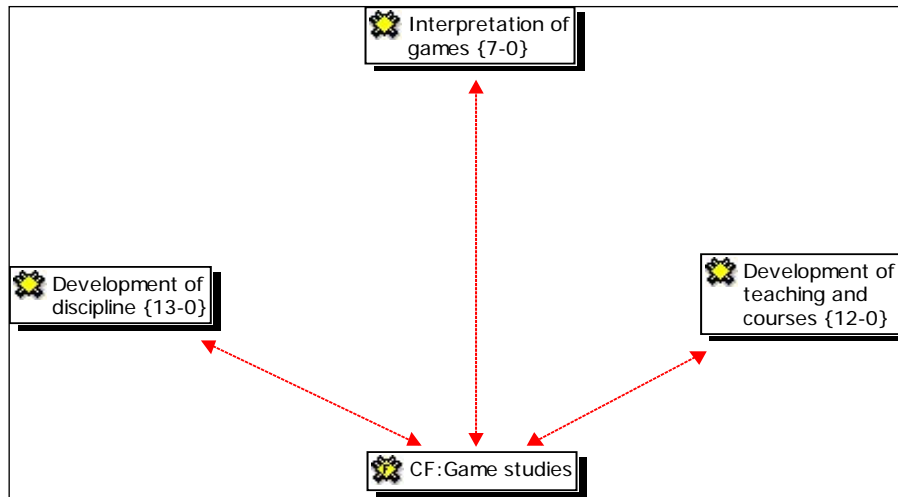 Interpretation of
games {7-0}
Development of
discipline {13-0}
Development of
teaching and
courses {12-0}
F
CF:Game studies